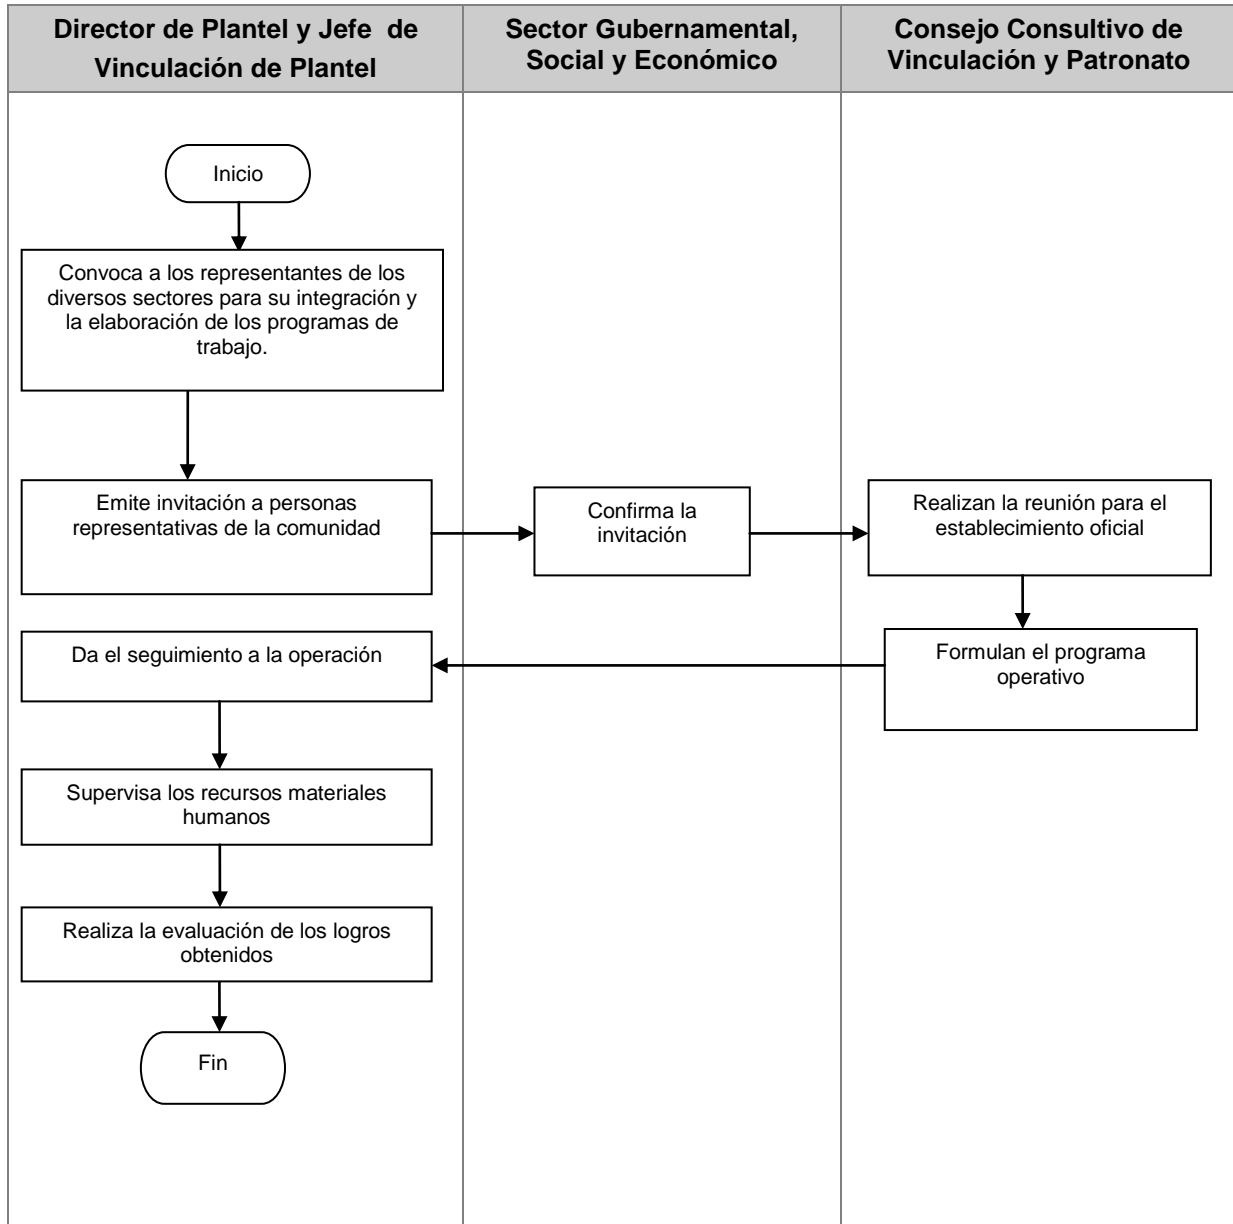 Director de Plantel y Jefe de
Vinculación de Plantel
Sector Gubernamental,
Social y Económico
Consejo Consultivo de
Vinculación y Patronato
Inicio
Convoca a los representantes de los
diversos sectores para su integración y
la elaboración de los programas de
trabajo.
Emite invitación a personas
representativas de la comunidad
Confirma la
invitación
Realizan la reunión para el
establecimiento oficial
Formulan el programa
operativo
Da el seguimiento a la operación
Supervisa los recursos materiales
humanos
Realiza la evaluación de los logros
obtenidos
Fin